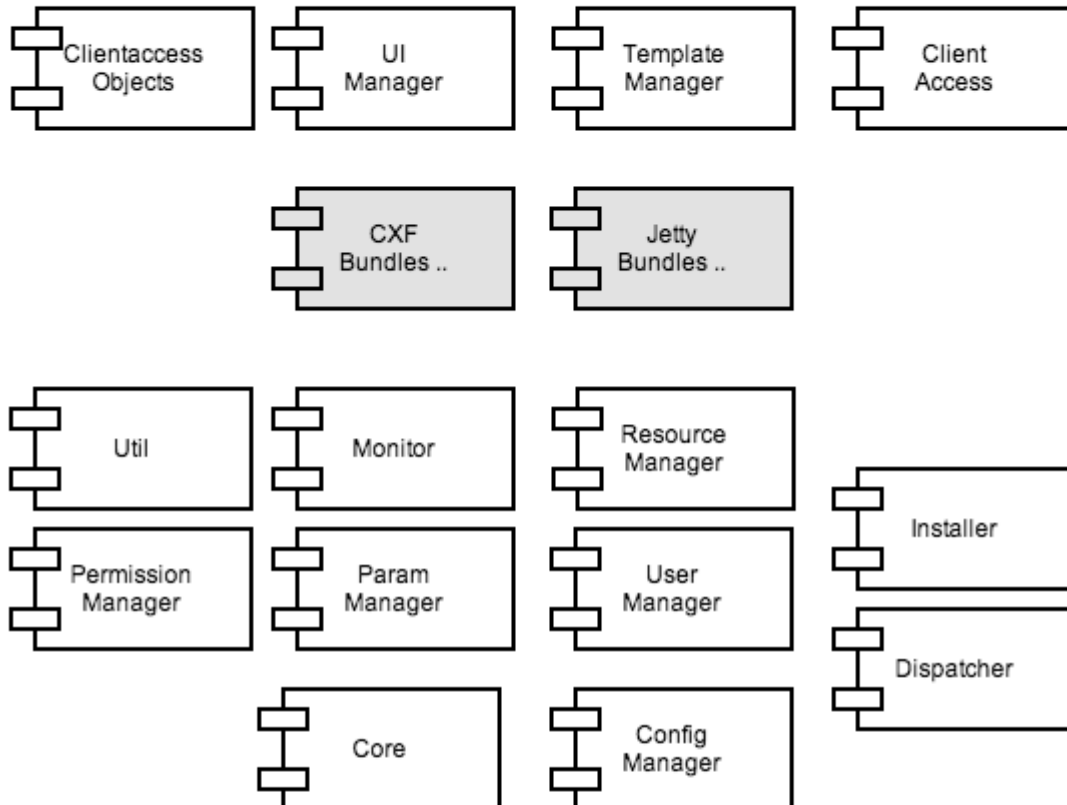 Clientaccess
Objects
UI
Manager
Template
Manager
Client
Access
CXF
Bundles ..
Jetty
Bundles ..
Util
Monitor
Resource
Manager
Installer
Permission
Manager
Param
Manager
User
Manager
Dispatcher
Core
Config
Manager